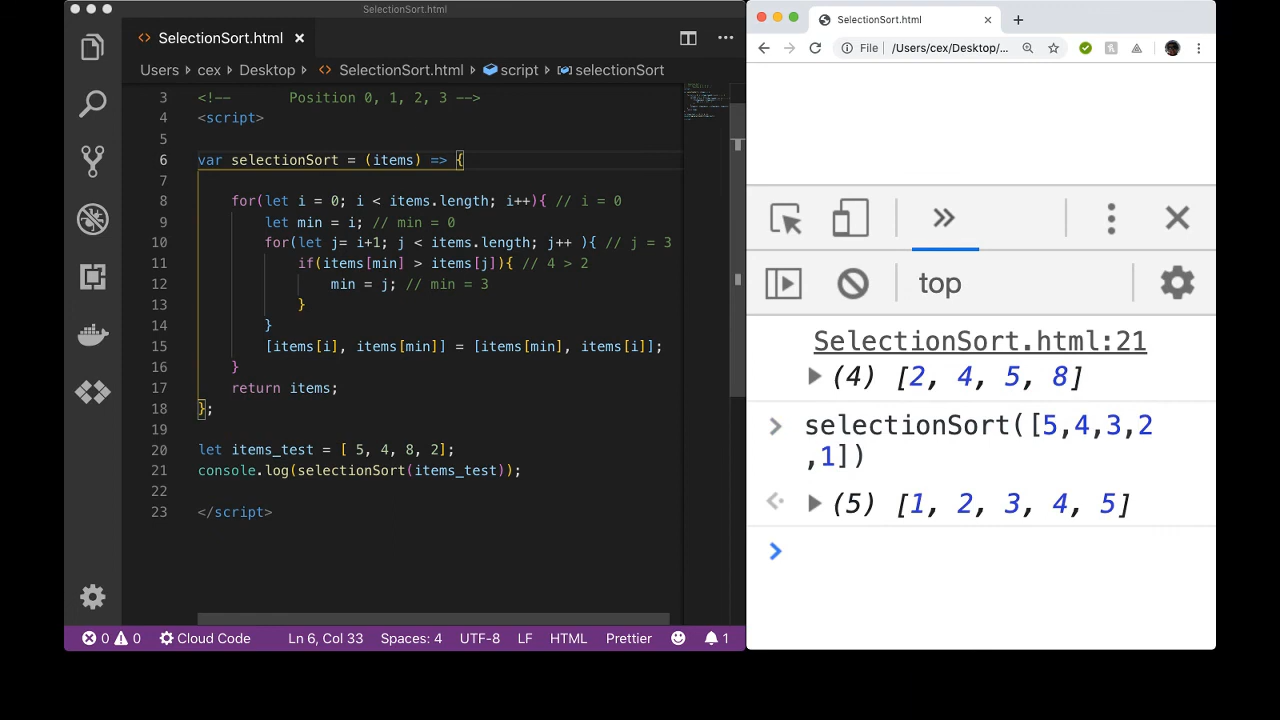 SelectionSort.html
SelectionSort.html
Users > cex > Desktop > SelectionSort.html > script > selectionSort
3 <!-- Position 0, 1, 2, 3 -->
4 <script>
5
6 var selectionSort = (items) => {
7
8 for(let i = 0; i < items.length; i++){ // i = 0
9 let min = i; // min = 0
10 for(let j= i+1; j < items.length; j++ ){ // j = 3
11 if(items[min] > items[j]){ // 4 > 2
12 min = j; // min = 3
13 }
14 }
15 [items[i], items[min]] = [items[min], items[i]];
16 }
17 return items;
18 };
19
20 let items_test = [ 5, 4, 8, 2];
21 console.log(selectionSort(items_test));
22
23 </script>
0 0 Cloud Code Ln 6, Col 33 Spaces: 4 UTF-8 LF HTML Prettier 1
SelectionSort.html
File /Users/cex/Desktop/...
top
SelectionSort.html:21
(4) [2, 4, 5, 8]
selectionSort([5,4,3,2
,1])
(5) [1, 2, 3, 4, 5]